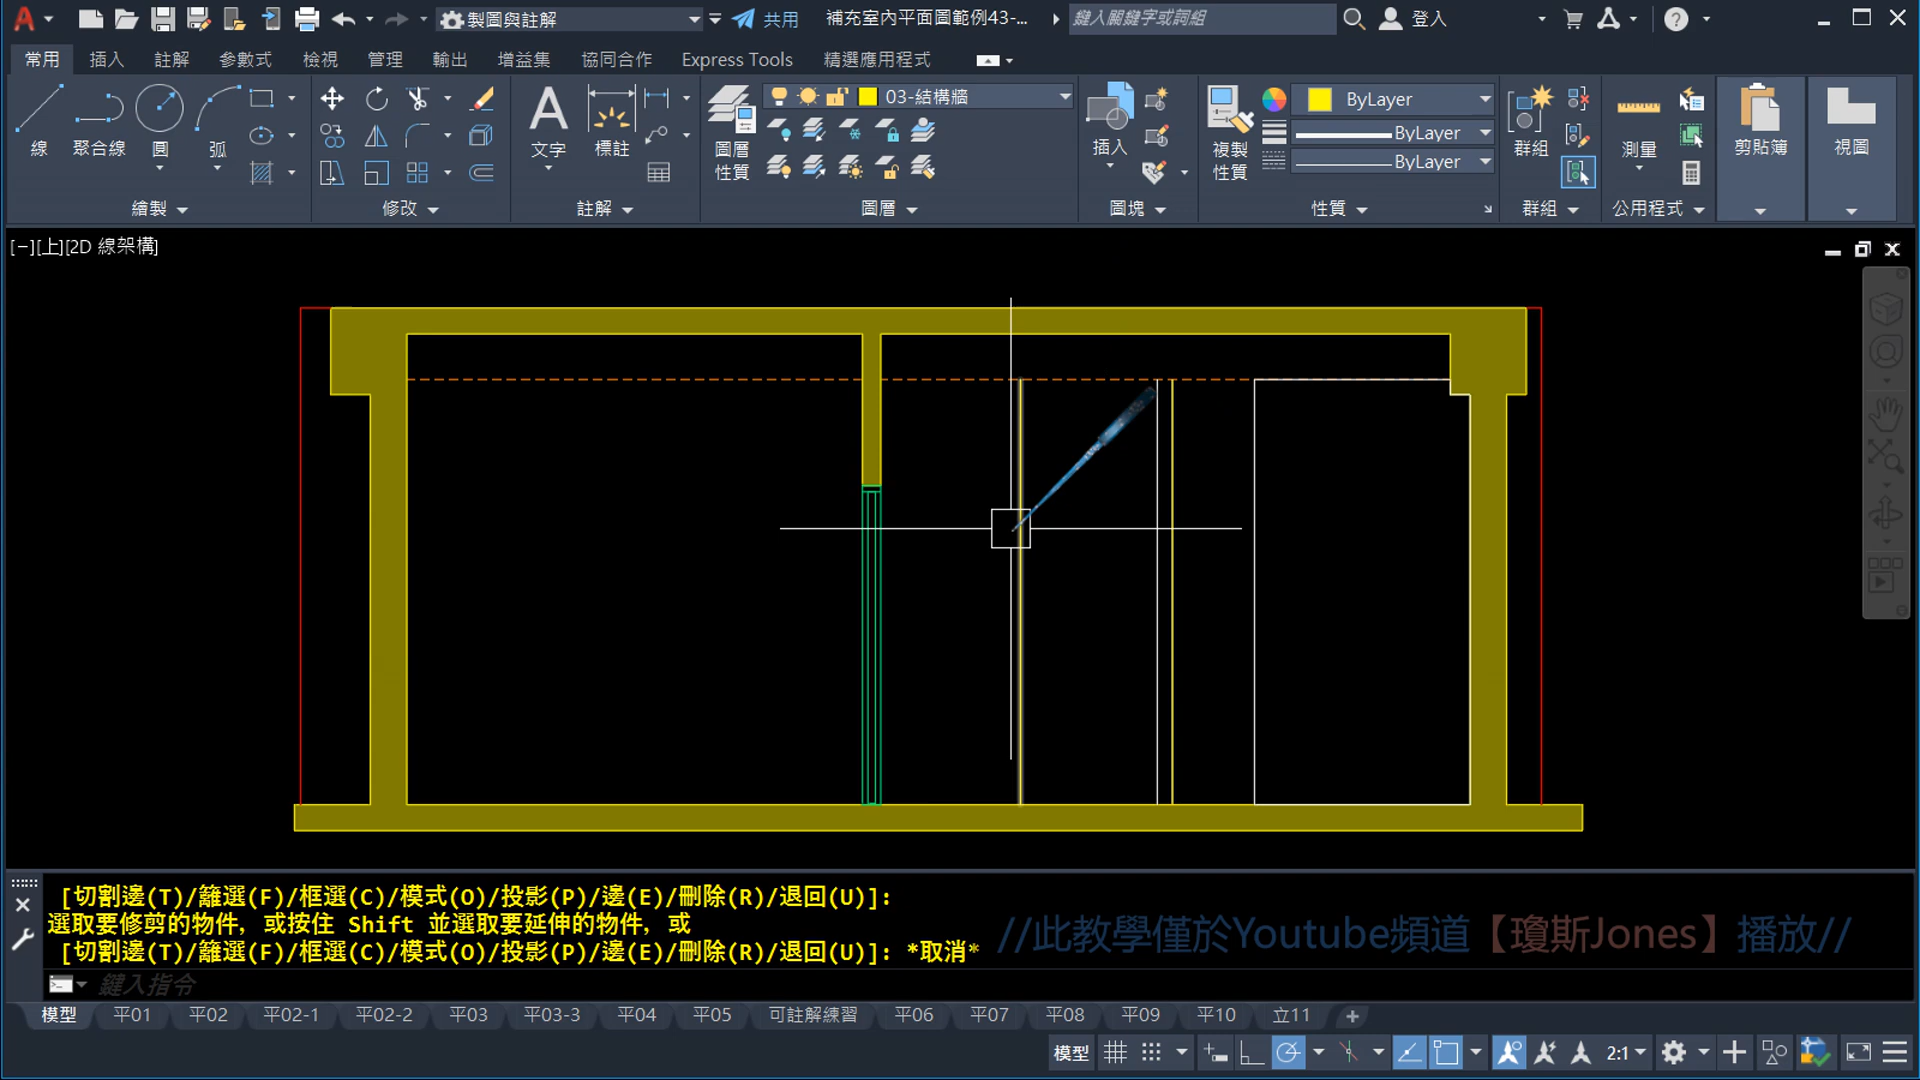 製圖與註解
共用
補充室內平面圖範例43-...
鍵入關鍵字或詞組
登入
常用 插入 註解 參數式 檢視 管理 輸出 增益集 協同合作 Express Tools 精選應用程式
03-結構牆
ByLayer
ByLayer
ByLayer
線 聚合線 圓 弧
文字 標註
圖層
性質
插入
複製
性質
群組
測量
剪貼簿
視圖
繪製 修改 註解 圖層 圖塊 性質 群組 公用程式
[−][上][2D 線架構]
[切割邊(T)/籬選(F)/框選(C)/模式(O)/投影(P)/邊(E)/刪除(R)/退回(U)]:
選取要修剪的物件, 或按住 Shift 並選取要延伸的物件, 或
[切割邊(T)/籬選(F)/框選(C)/模式(O)/投影(P)/邊(E)/刪除(R)/退回(U)]: *取消*
//此教學僅於Youtube頻道【瓊斯Jones】播放//
鍵入指令
模型 平01 平02 平02-1 平02-2 平03 平03-3 平04 平05 可註解練習 平06 平07 平08 平09 平10 立11
模型
2:1